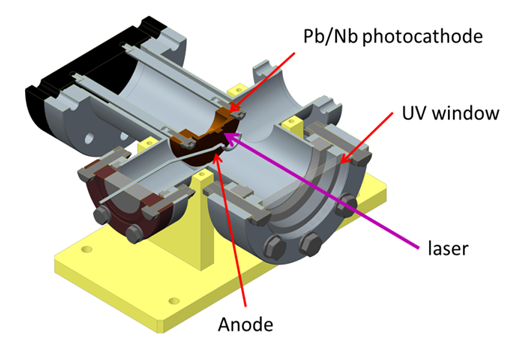 Pb/Nb photocathode
UV window
laser
Anode